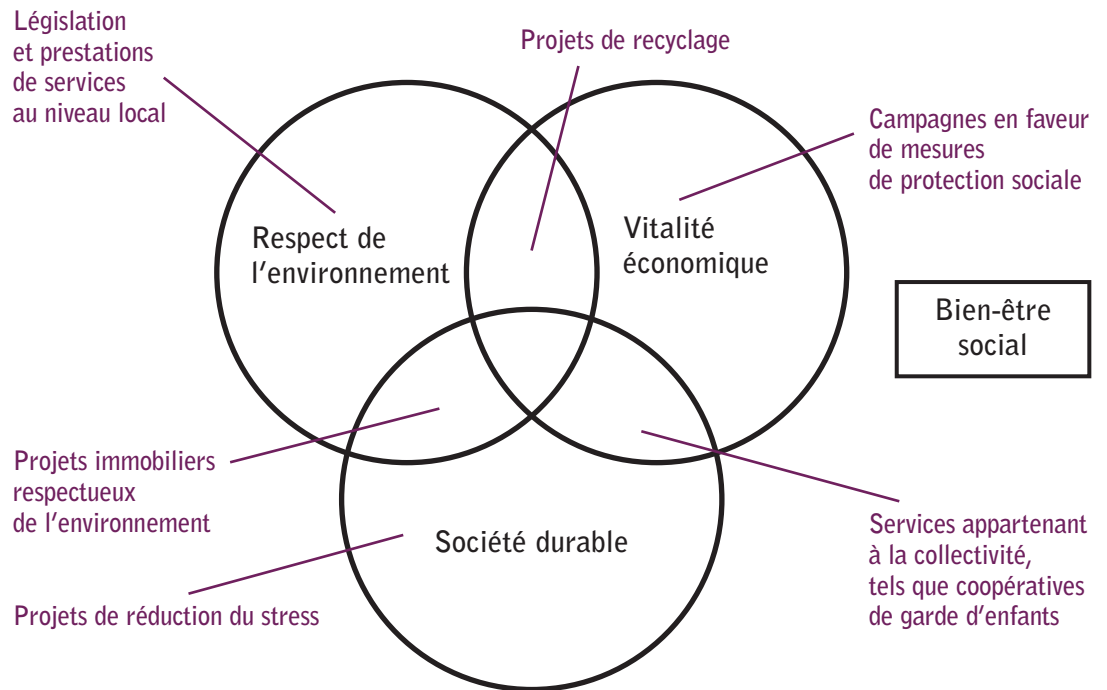 Législation
et prestations
de services
au niveau local
Projets de recyclage
Campagnes en faveur
de mesures
de protection sociale
Respect de
l'environnement
Vitalité
économique
Bien-être
social
Projets immobiliers
respectueux
de l'environnement
Société durable
Services appartenant
à la collectivité,
tels que coopératives
de garde d'enfants
Projets de réduction du stress